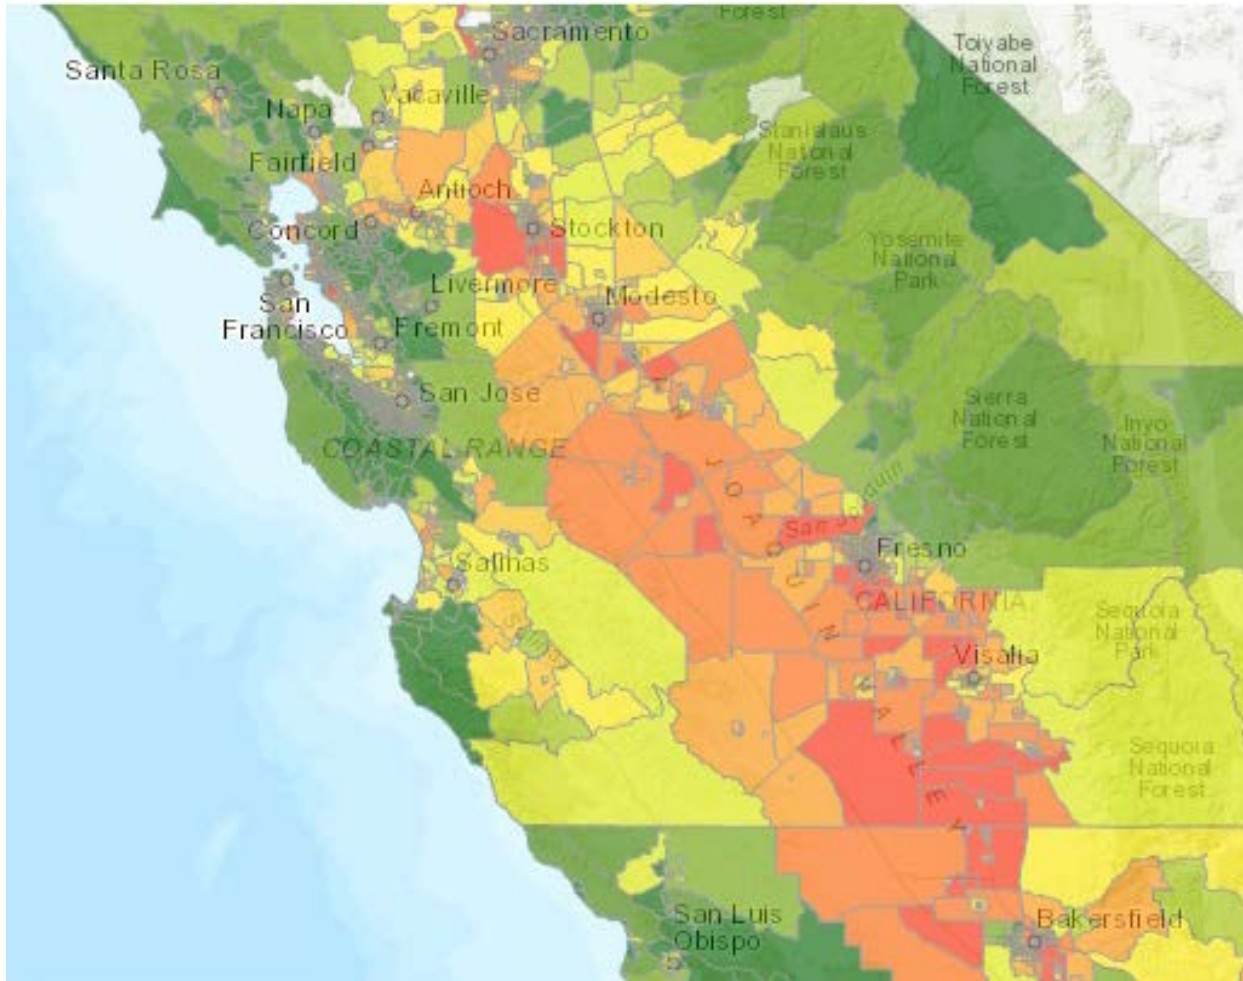 Forest
Sacramento
Toiyabe
National
Forest
Santa Rosa
Vacaville
Napa
Stanislaus
National
Forest
Fairfield
Antioch
Concord
Stockton
Yosemite
National
Park
Livermore
Modesto
San
Francisco
Fremont
San Jose
Sierra
National
Forest
Inyo
National
Forest
COASTAL RANGE
San Joaquin
JOAQUIN
VALLEY
Fresno
Salinas
CALIFORNIA
Sequoia
National
Park
Visalia
Sequoia
National
Forest
San Luis
Obispo
Bakersfield